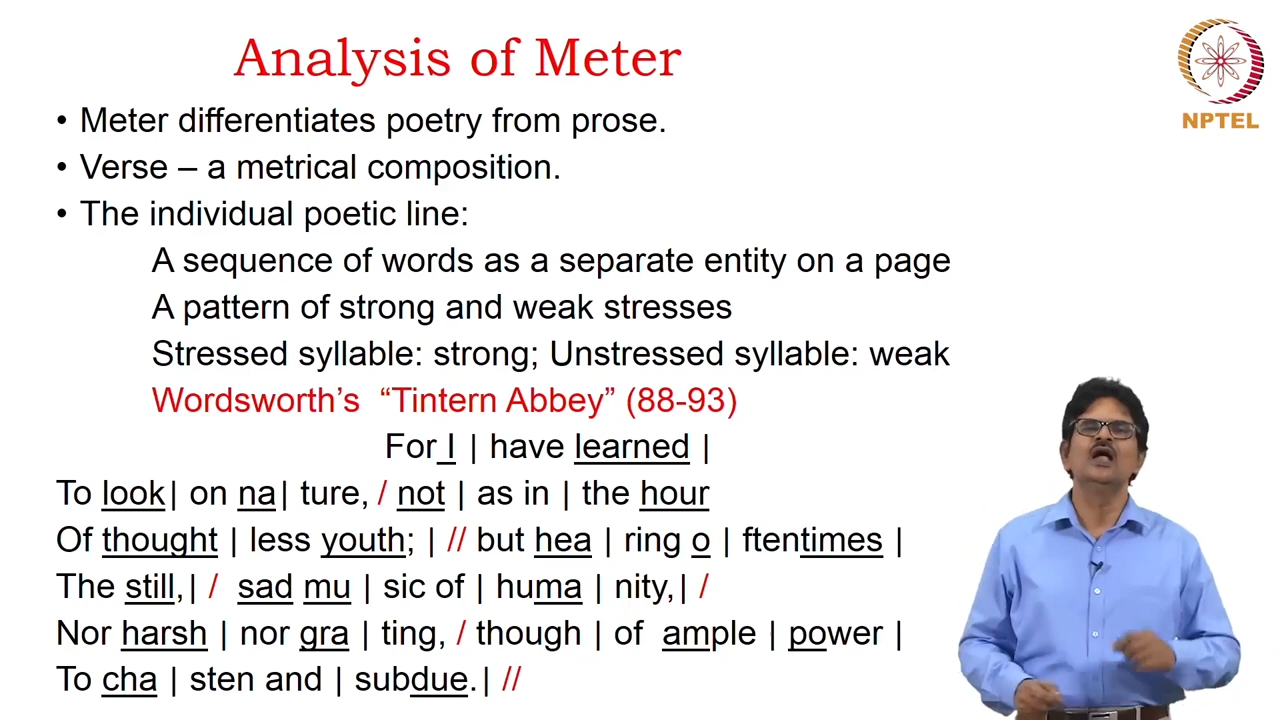 Analysis of Meter
NPTEL
• Meter differentiates poetry from prose.
• Verse – a metrical composition.
• The individual poetic line:
A sequence of words as a separate entity on a page
A pattern of strong and weak stresses
Stressed syllable: strong; Unstressed syllable: weak
Wordsworth’s “Tintern Abbey” (88-93)
For I | have learned |
To look| on na| ture, / not | as in | the hour
Of thought | less youth; | // but hea | ring o | ftentimes |
The still,| / sad mu | sic of | huma | nity,| /
Nor harsh | nor gra | ting, / though | of ample | power |
To cha | sten and | subdue.| //